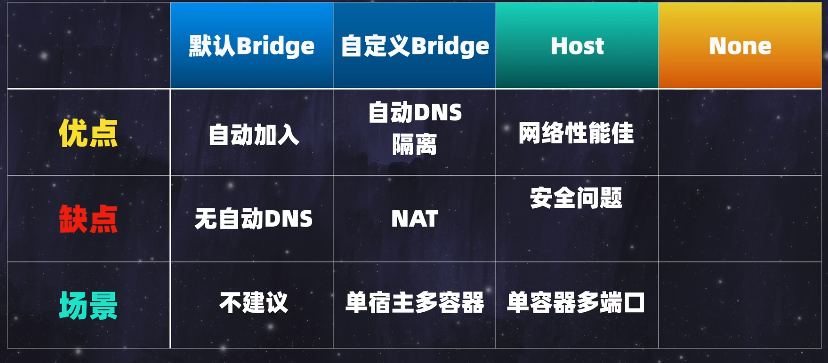 默认Bridge 自定义Bridge Host None
优点 自动加入 自动DNS 网络性能佳
隔离
缺点 无自动DNS NAT 安全问题
场景 不建议 单宿主多容器 单容器多端口